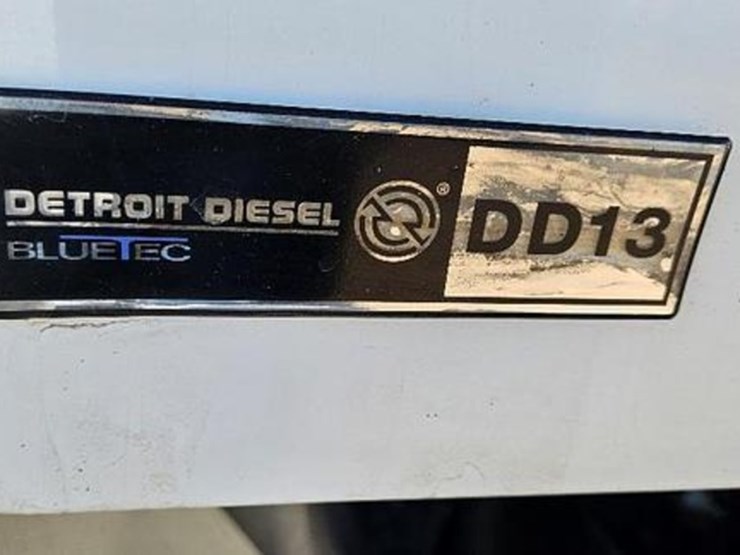 DETROIT DIESEL
BLUETEC
® DD13